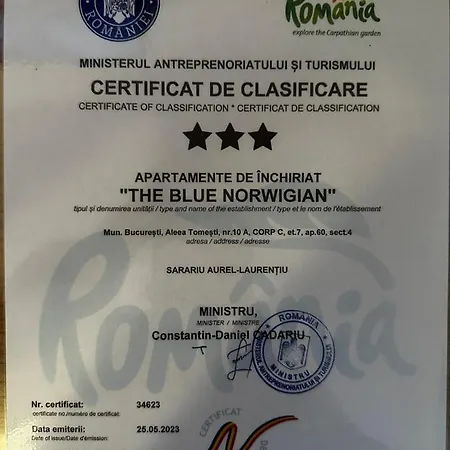 ROMÂNIEI
România
explore the Carpathian garden
MINISTERUL ANTREPRENORIATULUI ȘI TURISMULUI
CERTIFICAT DE CLASIFICARE
CERTIFICATE OF CLASSIFICATION * CERTIFICAT DE CLASSIFICATION
APARTAMENTE DE ÎNCHIRIAT
"THE BLUE NORWIGIAN"
tipul și denumirea unității / type and name of the establishment / type et le nom de l'établissement
Mun. București, Aleea Tomești, nr.10 A, CORP C, et.7, ap.60, sect.4
adresa / address / adresse
SARARIU AUREL-LAURENȚIU
România
MINISTRU,
MINISTER / MINISTRE
Constantin-Daniel CADARIU
ROMANIA
MINISTERUL ANTREPRENORIATULUI ȘI TURISMULUI
MINISTRU
Nr. certificat: 34623
certificate no./numéro de certificat:
Data emiterii: 25.05.2023
Date of issue/Date d'émission:
CERTIFICAT